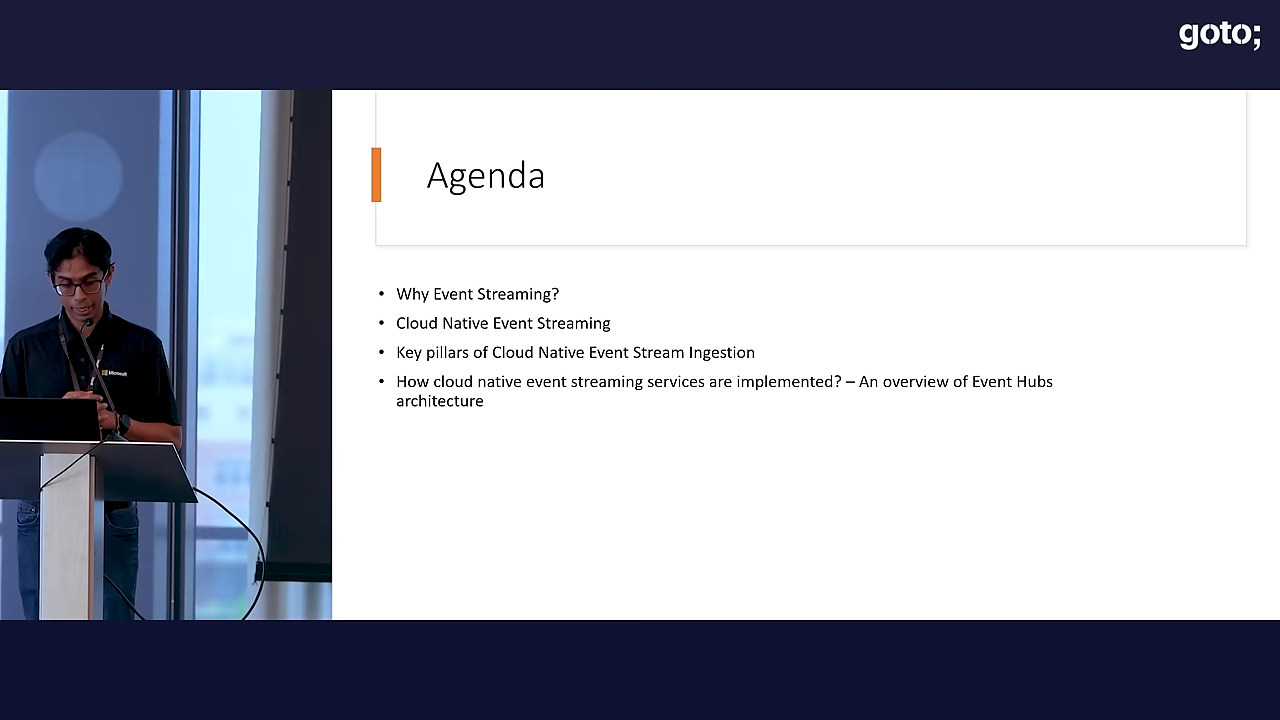 goto;
Agenda
• Why Event Streaming?
• Cloud Native Event Streaming
• Key pillars of Cloud Native Event Stream Ingestion
• How cloud native event streaming services are implemented? – An overview of Event Hubs
architecture
Microsoft